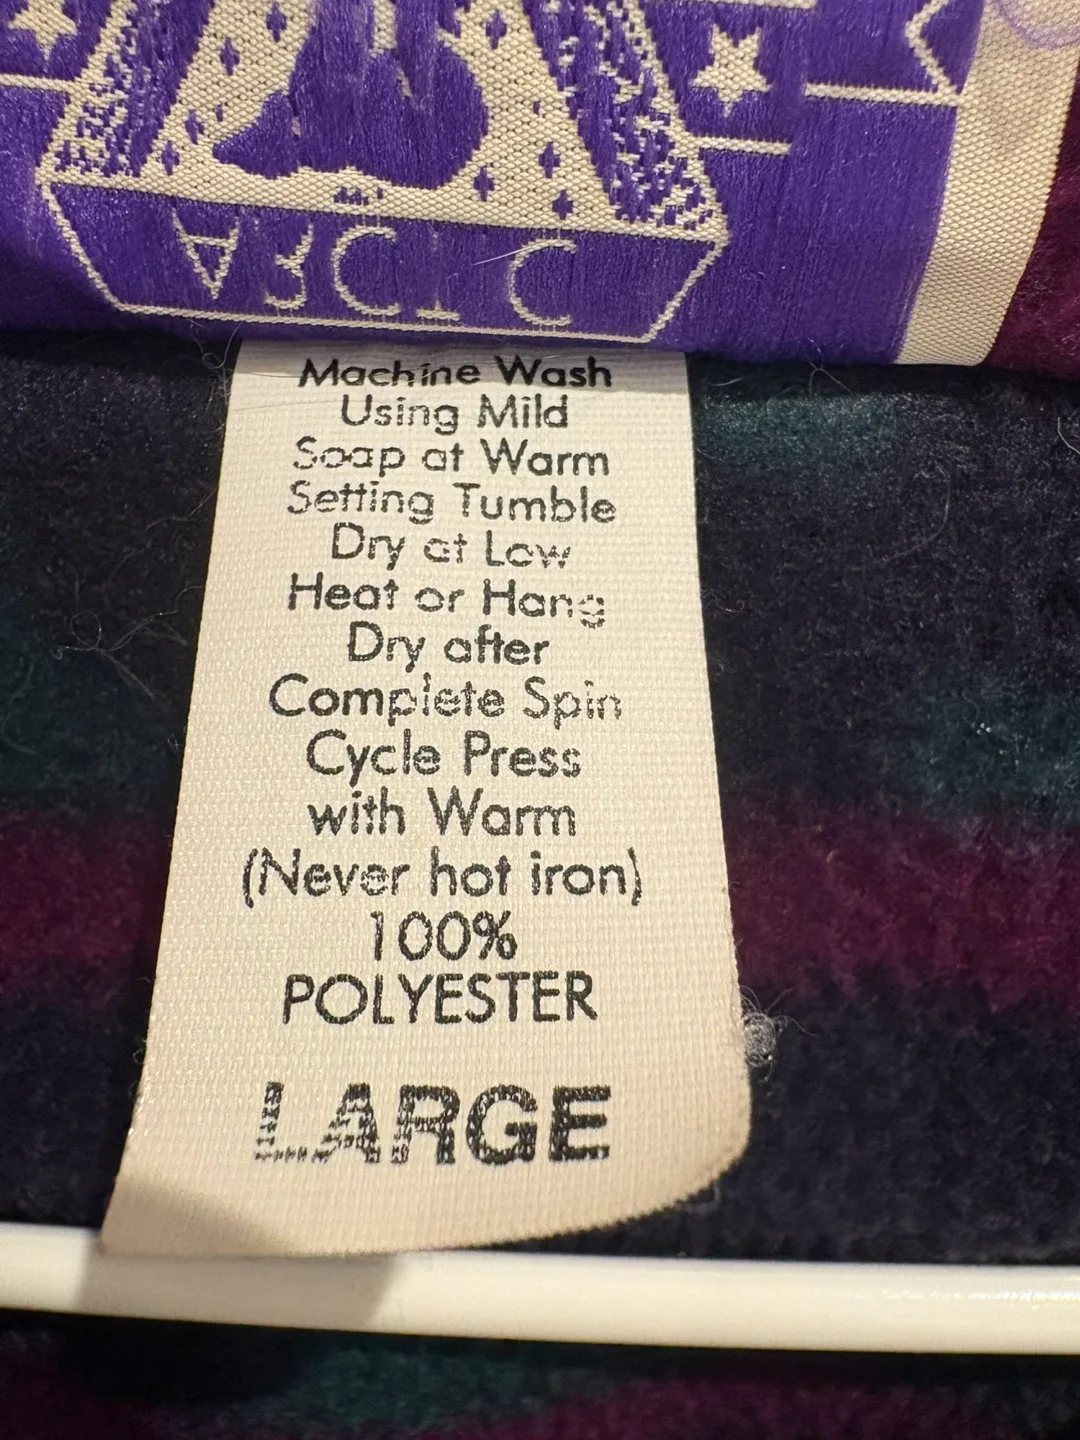 ARCTIC
Machine Wash
Using Mild
Soap at Warm
Setting Tumble
Dry at Low
Heat or Hang
Dry after
Complete Spin
Cycle Press
with Warm
(Never hot iron)
100%
POLYESTER
LARGE